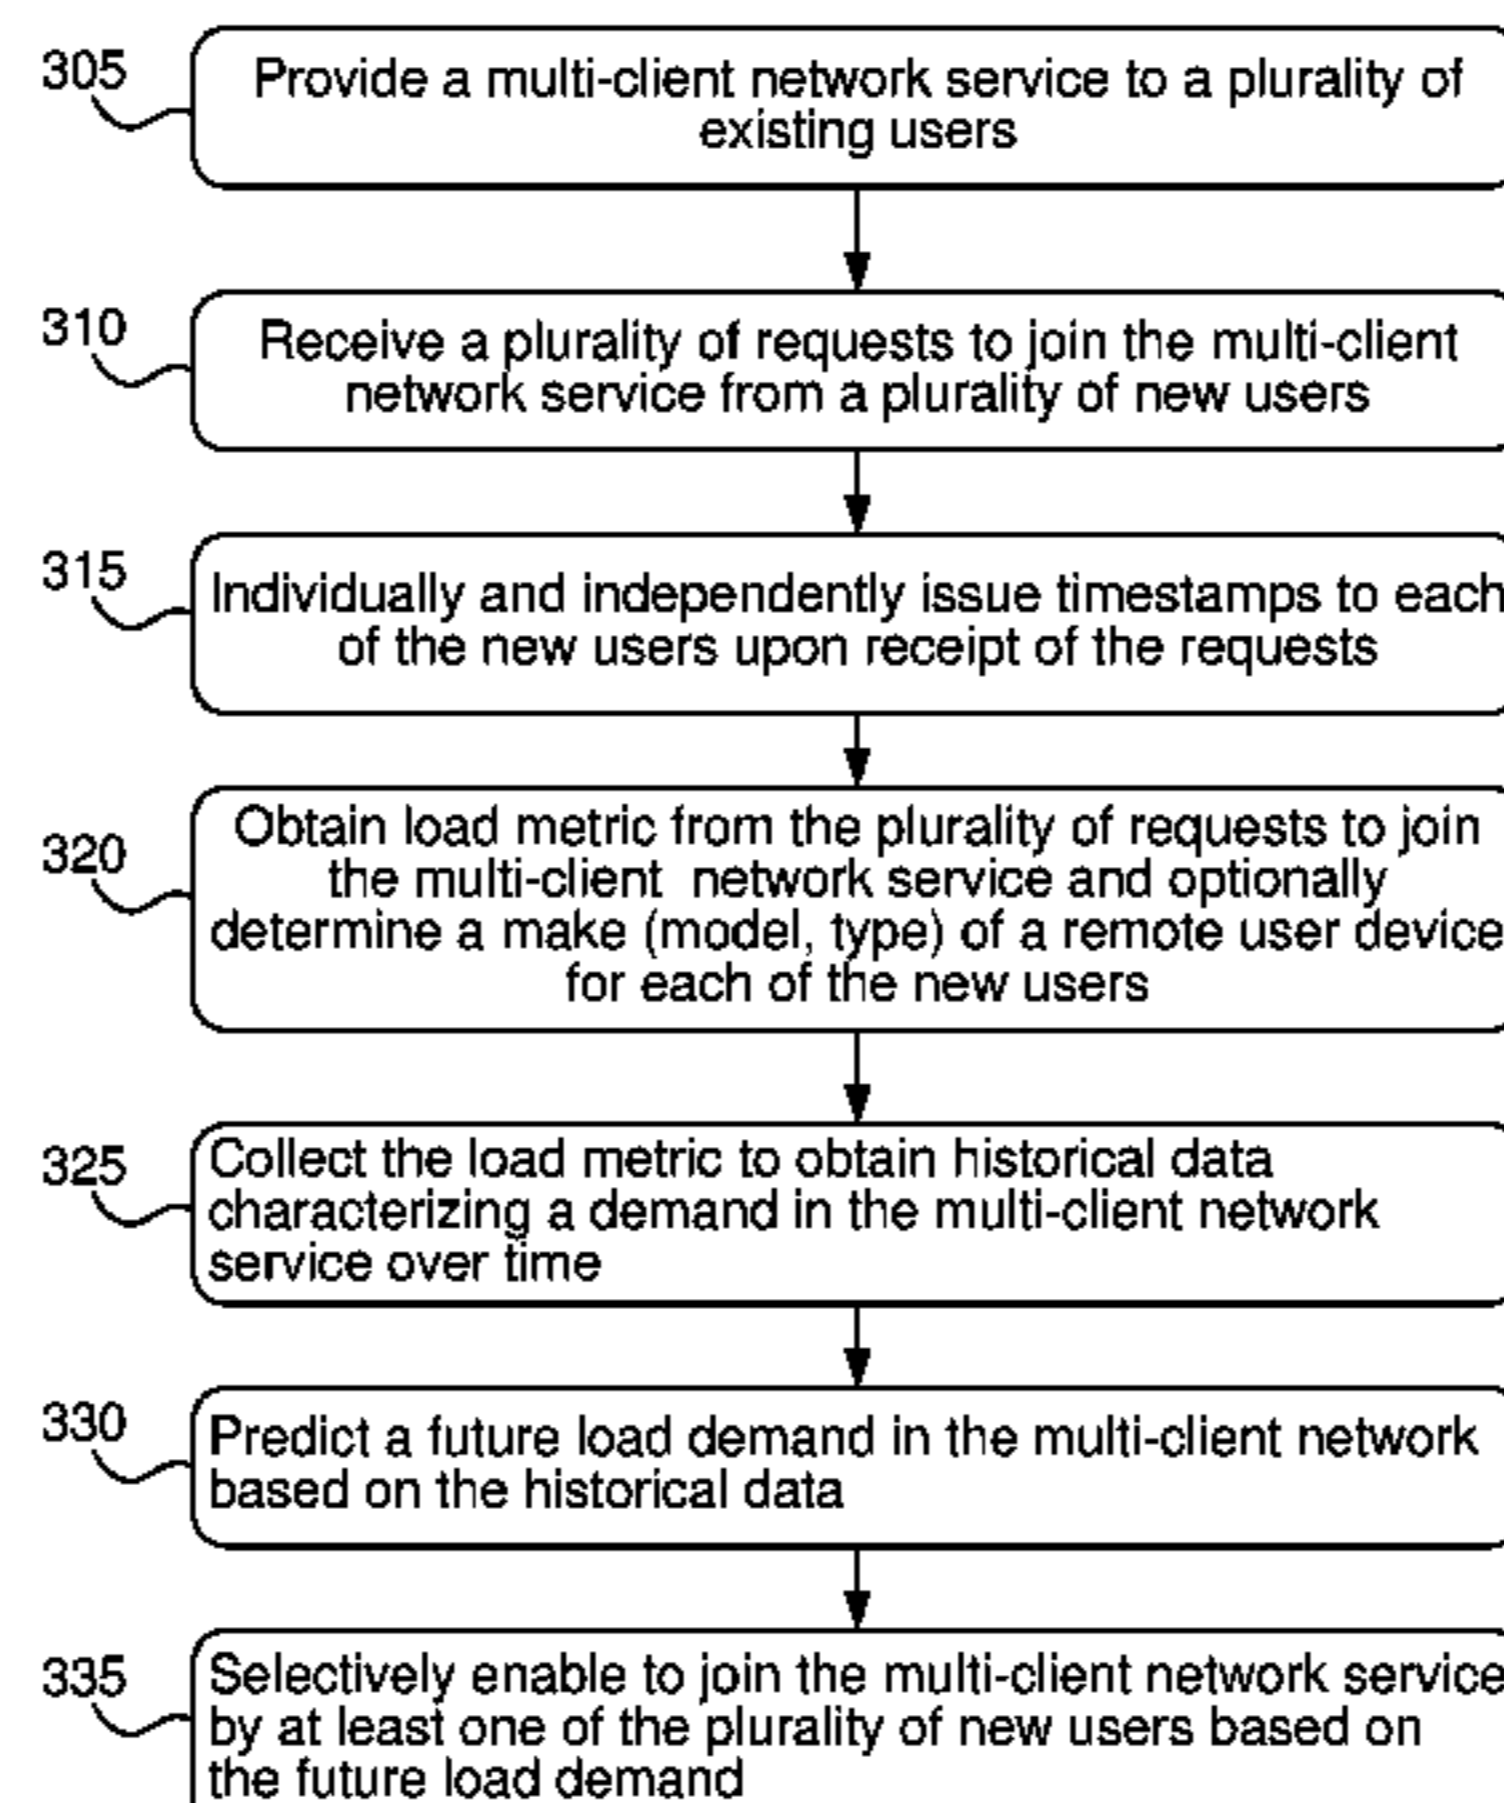 305
Provide a multi-client network service to a plurality of
existing users
310
Receive a plurality of requests to join the multi-client
network service from a plurality of new users
315
Individually and independently issue timestamps to each
of the new users upon receipt of the requests
320
Obtain load metric from the plurality of requests to join
the multi-client network service and optionally
determine a make (model, type) of a remote user device
for each of the new users
325
Collect the load metric to obtain historical data
characterizing a demand in the multi-client network
service over time
330
Predict a future load demand in the multi-client network
based on the historical data
335
Selectively enable to join the multi-client network service
by at least one of the plurality of new users based on
the future load demand